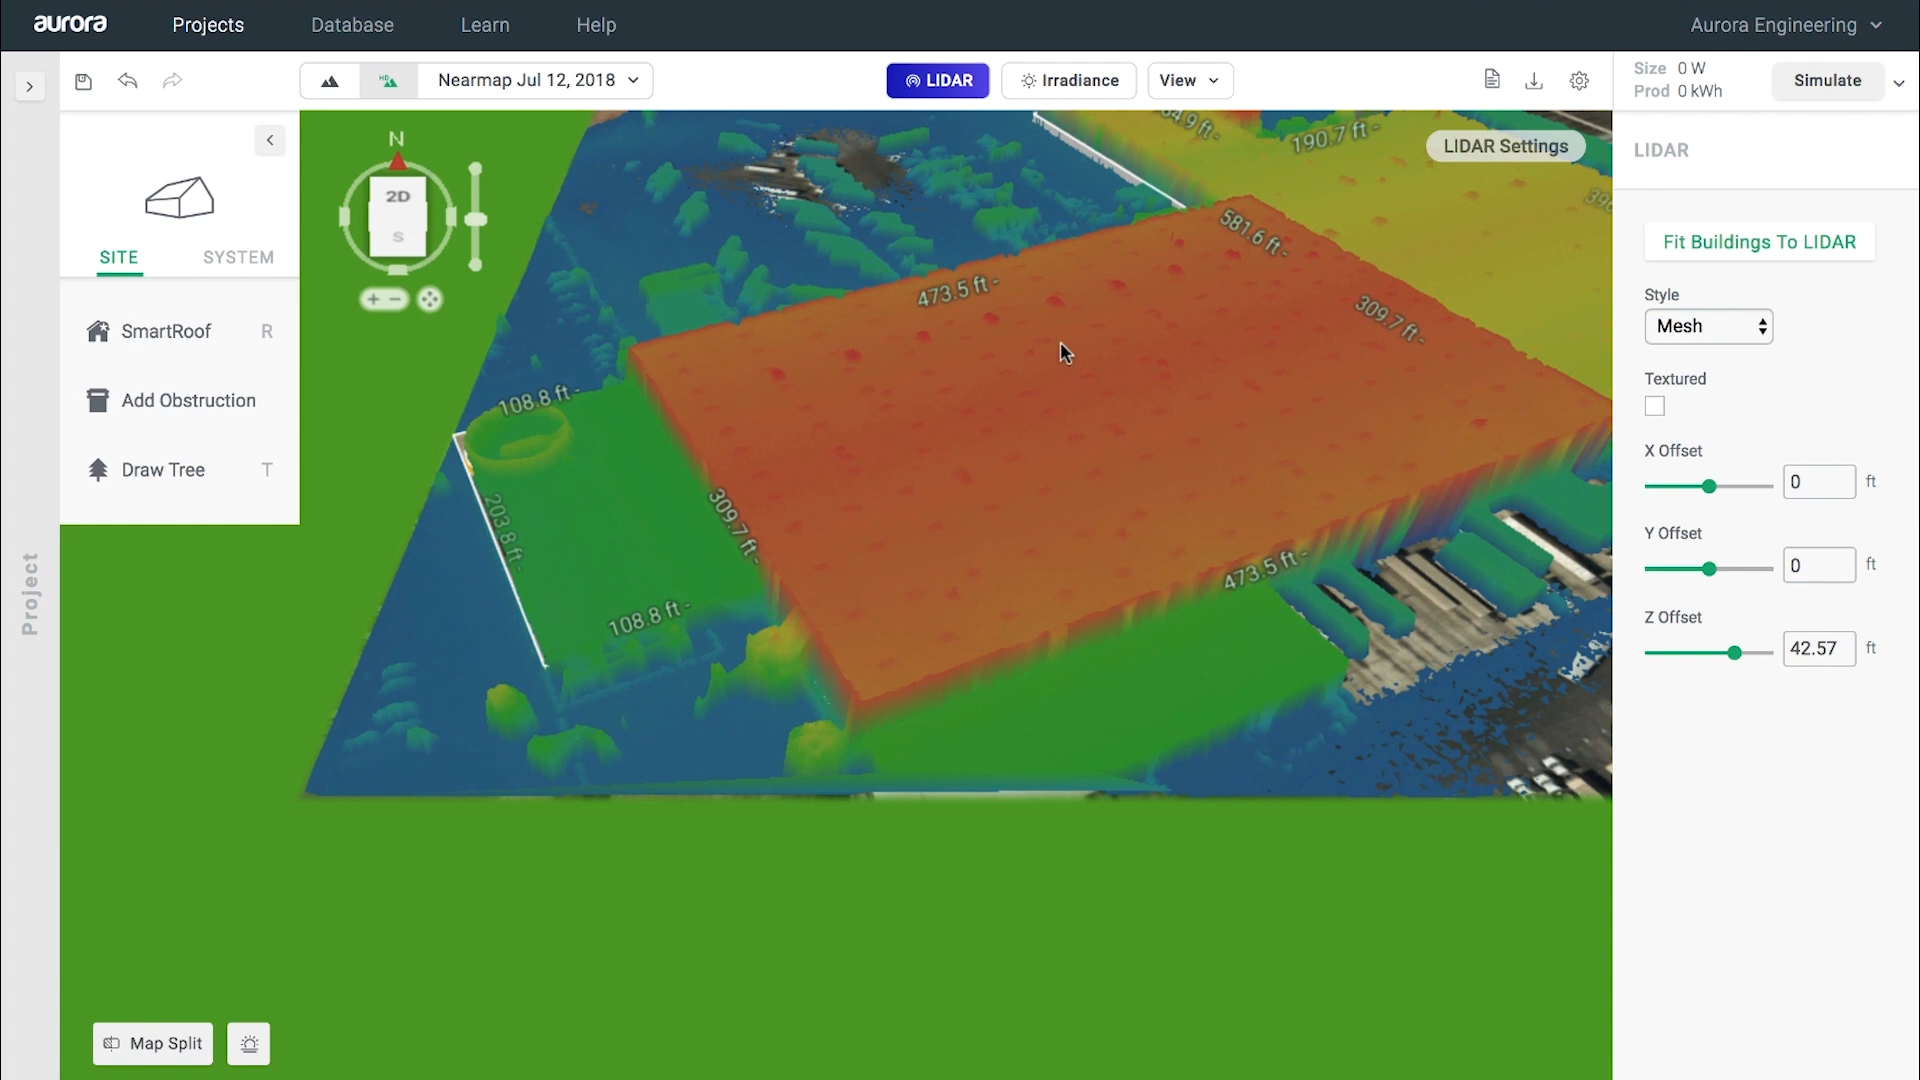 aurora Projects Database Learn Help Aurora Engineering
HD Nearmap Jul 12, 2018 LIDAR Irradiance View
Size 0 W
Prod 0 kWh
Simulate
N
2D
S
SITE SYSTEM
SmartRoof R
Add Obstruction
Draw Tree T
Project
190.7 ft -
581.6 ft -
473.5 ft -
309.7 ft -
108.8 ft -
203.8 ft -
309.7 ft -
473.5 ft -
108.8 ft -
LIDAR Settings
LIDAR
Fit Buildings To LIDAR
Style
Mesh
Textured
X Offset
0 ft
Y Offset
0 ft
Z Offset
42.57 ft
Map Split